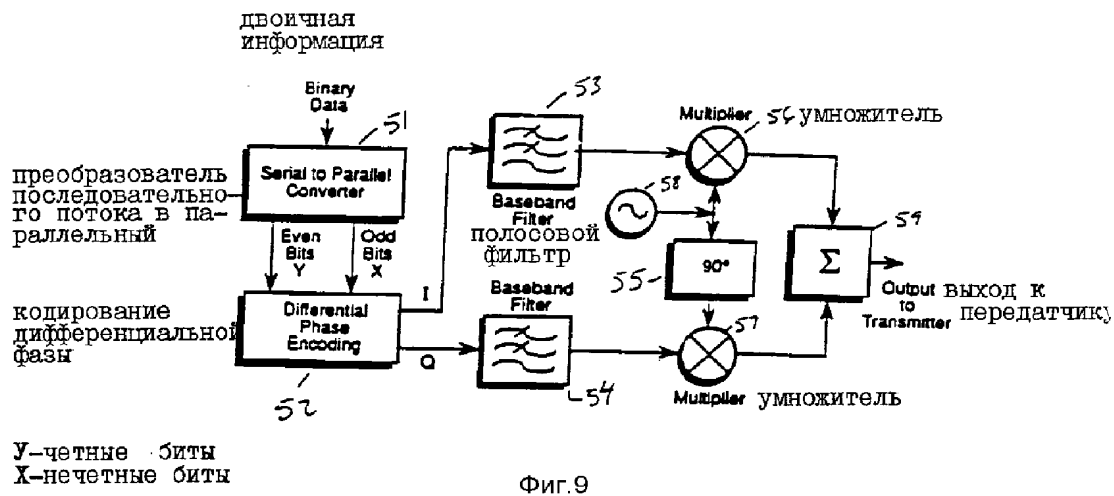 двоичная
информация
Binary
Data
51
Serial to Parallel
Converter
преобразователь
последовательно
го потока в па-
раллельный
Even
Bits
Y
Odd
Bits
X
кодирование
дифференциальной
фазы
Differential
Phase
Encoding
52
I
Q
53
Baseband
Filter
полосовой
фильтр
Baseband
Filter
54
Multiplier
56
умножитель
58
55
90°
57
Multiplier
умножитель
59
Σ
Output
to
Transmitter
выход к
передатчику
У-четные биты
Х-нечетные биты
Фиг.9